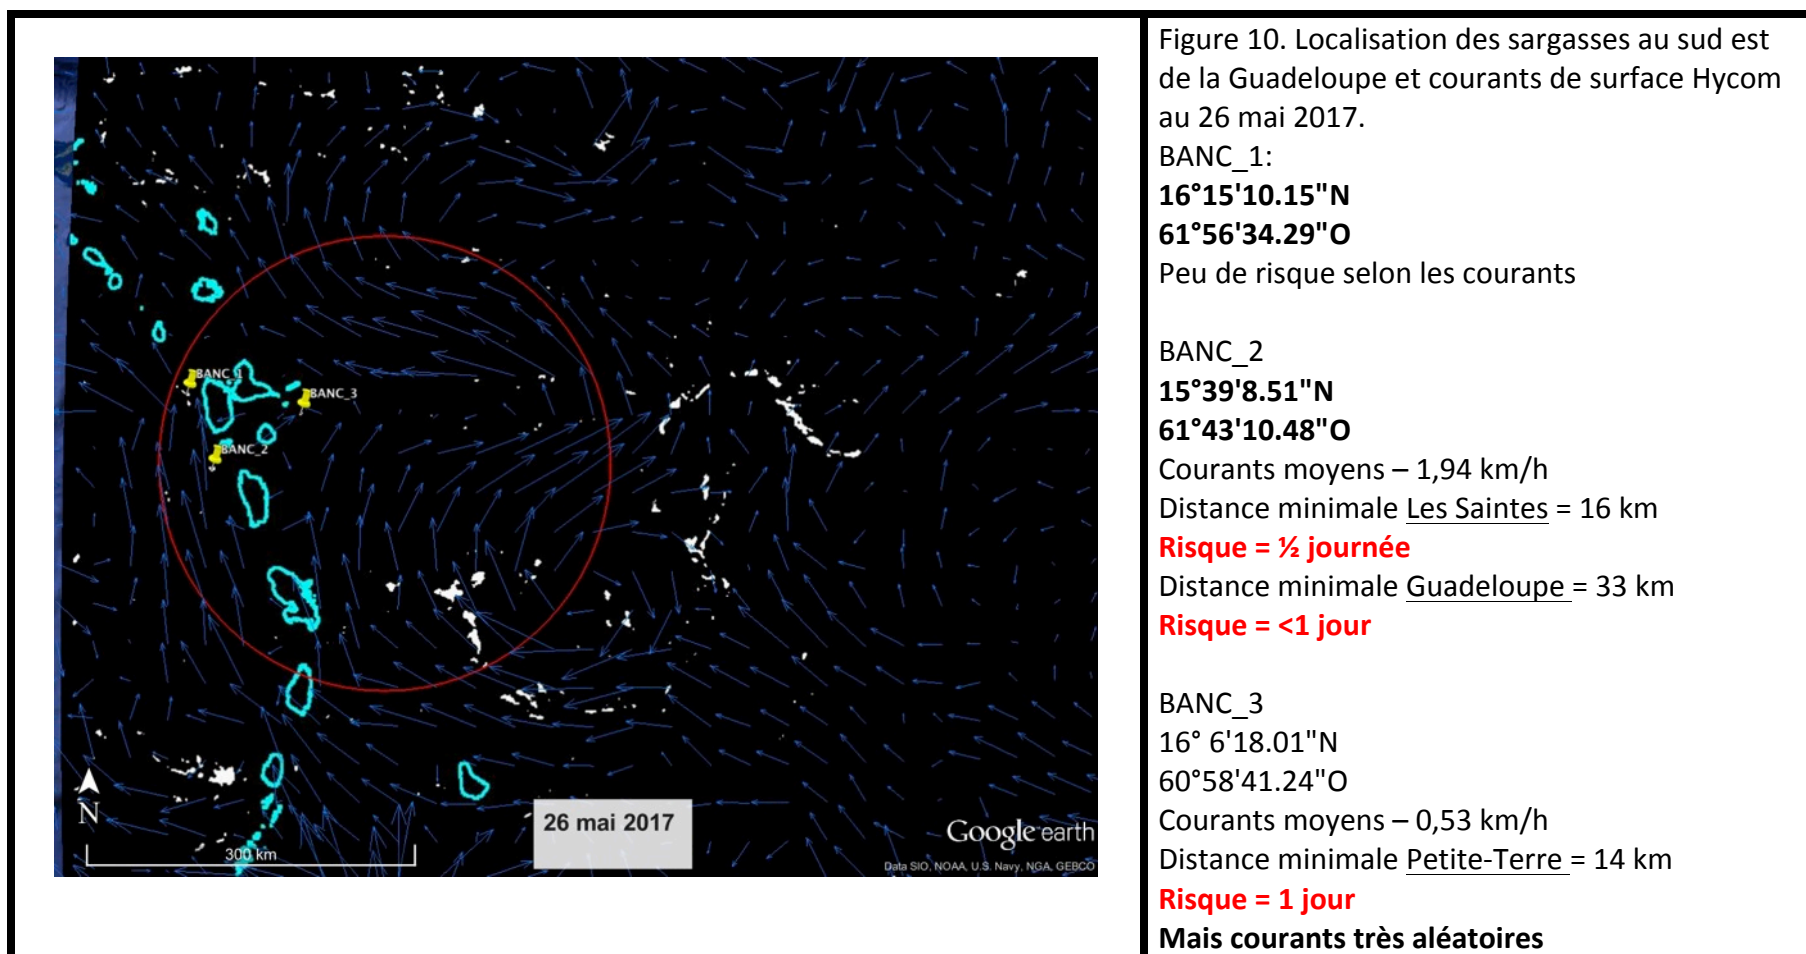 BANC_1
BANC_3
BANC_2
N
300 km
26 mai 2017
Google earth
Data SIO, NOAA, U.S. Navy, NGA, GEBCO
Figure 10. Localisation des sargasses au sud est
de la Guadeloupe et courants de surface Hycom
au 26 mai 2017.
BANC_1:
16°15'10.15"N
61°56'34.29"O
Peu de risque selon les courants
BANC_2
15°39'8.51"N
61°43'10.48"O
Courants moyens – 1,94 km/h
Distance minimale Les Saintes = 16 km
Risque = ½ journée
Distance minimale Guadeloupe = 33 km
Risque = <1 jour
BANC_3
16° 6'18.01"N
60°58'41.24"O
Courants moyens – 0,53 km/h
Distance minimale Petite-Terre = 14 km
Risque = 1 jour
Mais courants très aléatoires